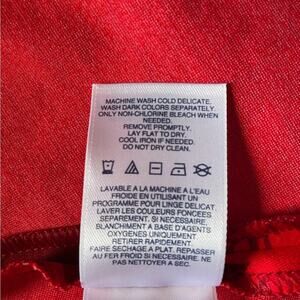 MACHINE WASH COLD DELICATE.
WASH DARK COLORS SEPARATELY.
ONLY NON-CHLORINE BLEACH WHEN
NEEDED.
REMOVE PROMPTLY.
LAY FLAT TO DRY.
COOL IRON IF NEEDED.
DO NOT DRY CLEAN.
LAVABLE A LA MACHINE A L'EAU
FROIDE EN UTILISANT UN
PROGRAMME POUR LINGE DELICAT
LAVER LES COULEURS FONCÉES
SEPAREMENT. SI NECESSAIRE,
BLANCHIMENT A BASE D'AGENTS
OXYGENES UNIQUEMENT
RETIRER RAPIDEMENT.
FAIRE SECHAGE A PLAT. REPASSER
AU FER FROID SI NECESSAIRE. NE
PAS NETTOYER A SEC.